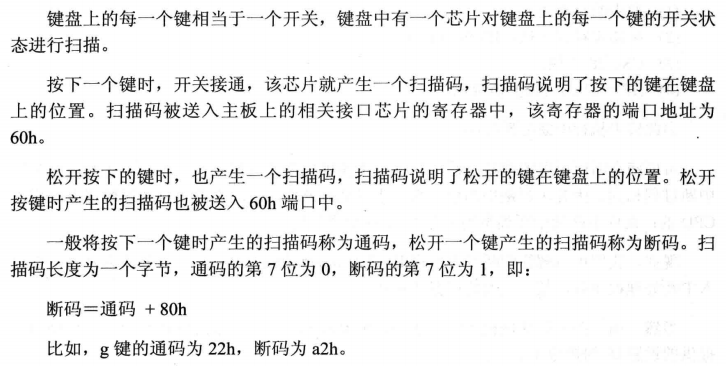 键盘上的每一个键相当于一个开关，键盘中有一个芯片对键盘上的每一个键的开关状
态进行扫描。
按下一个键时，开关接通，该芯片就产生一个扫描码，扫描码说明了按下的键在键盘
上的位置。扫描码被送入主板上的相关接口芯片的寄存器中，该寄存器的端口地址为
60h。
松开按下的键时，也产生一个扫描码，扫描码说明了松开的键在键盘上的位置。松开
按键时产生的扫描码也被送入 60h 端口中。
一般将按下一个键时产生的扫描码称为通码，松开一个键产生的扫描码称为断码。扫
描码长度为一个字节，通码的第 7 位为 0，断码的第 7 位为 1，即：
断码＝通码 + 80h
比如，g 键的通码为 22h，断码为 a2h。